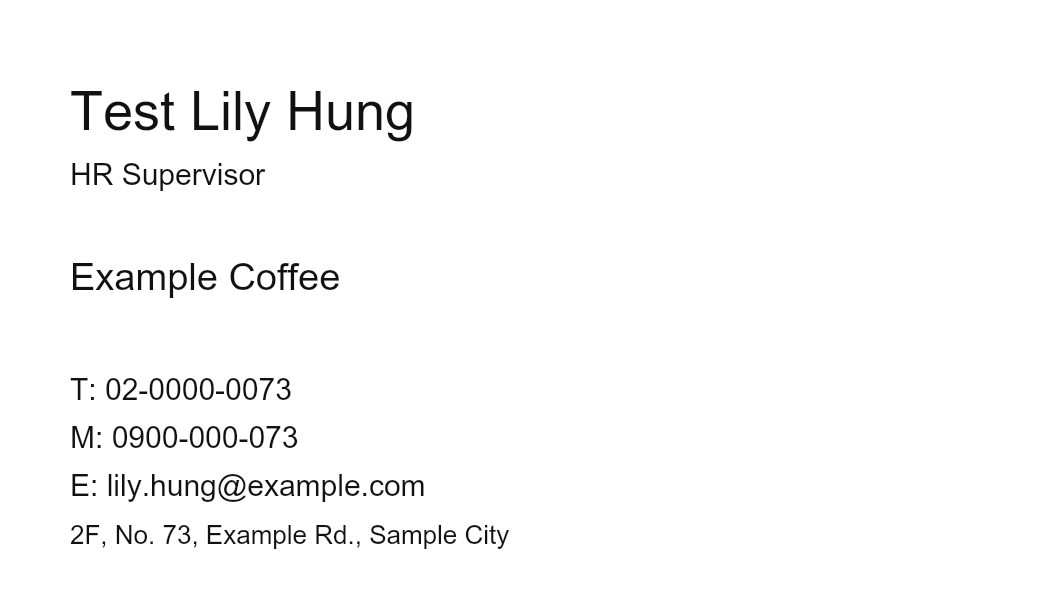 Test Lily Hung
HR Supervisor
Example Coffee
T: 02-0000-0073
M: 0900-000-073
E: lily.hung@example.com
2F, No. 73, Example Rd., Sample City